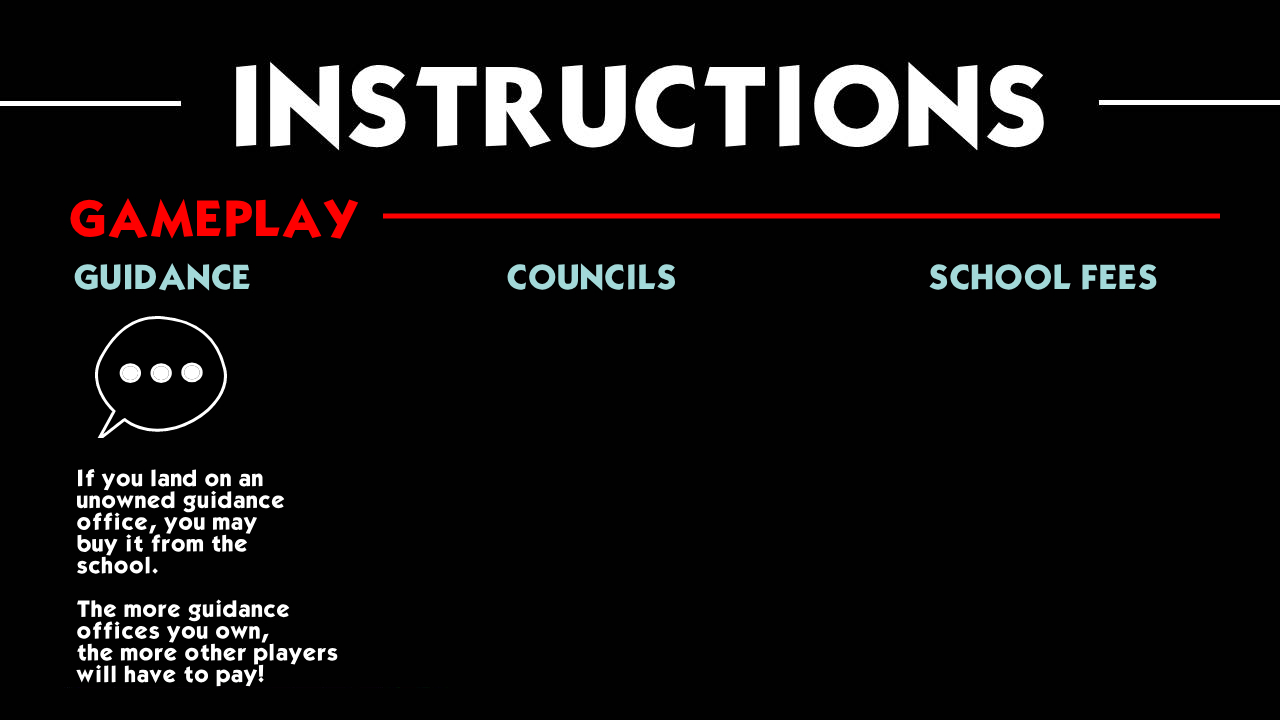 INSTRUCTIONS
GAMEPLAY
GUIDANCE
COUNCILS
SCHOOL FEES
If you land on an
unowned guidance
office, you may
buy it from the
school.
The more guidance
offices you own,
the more other players
will have to pay!